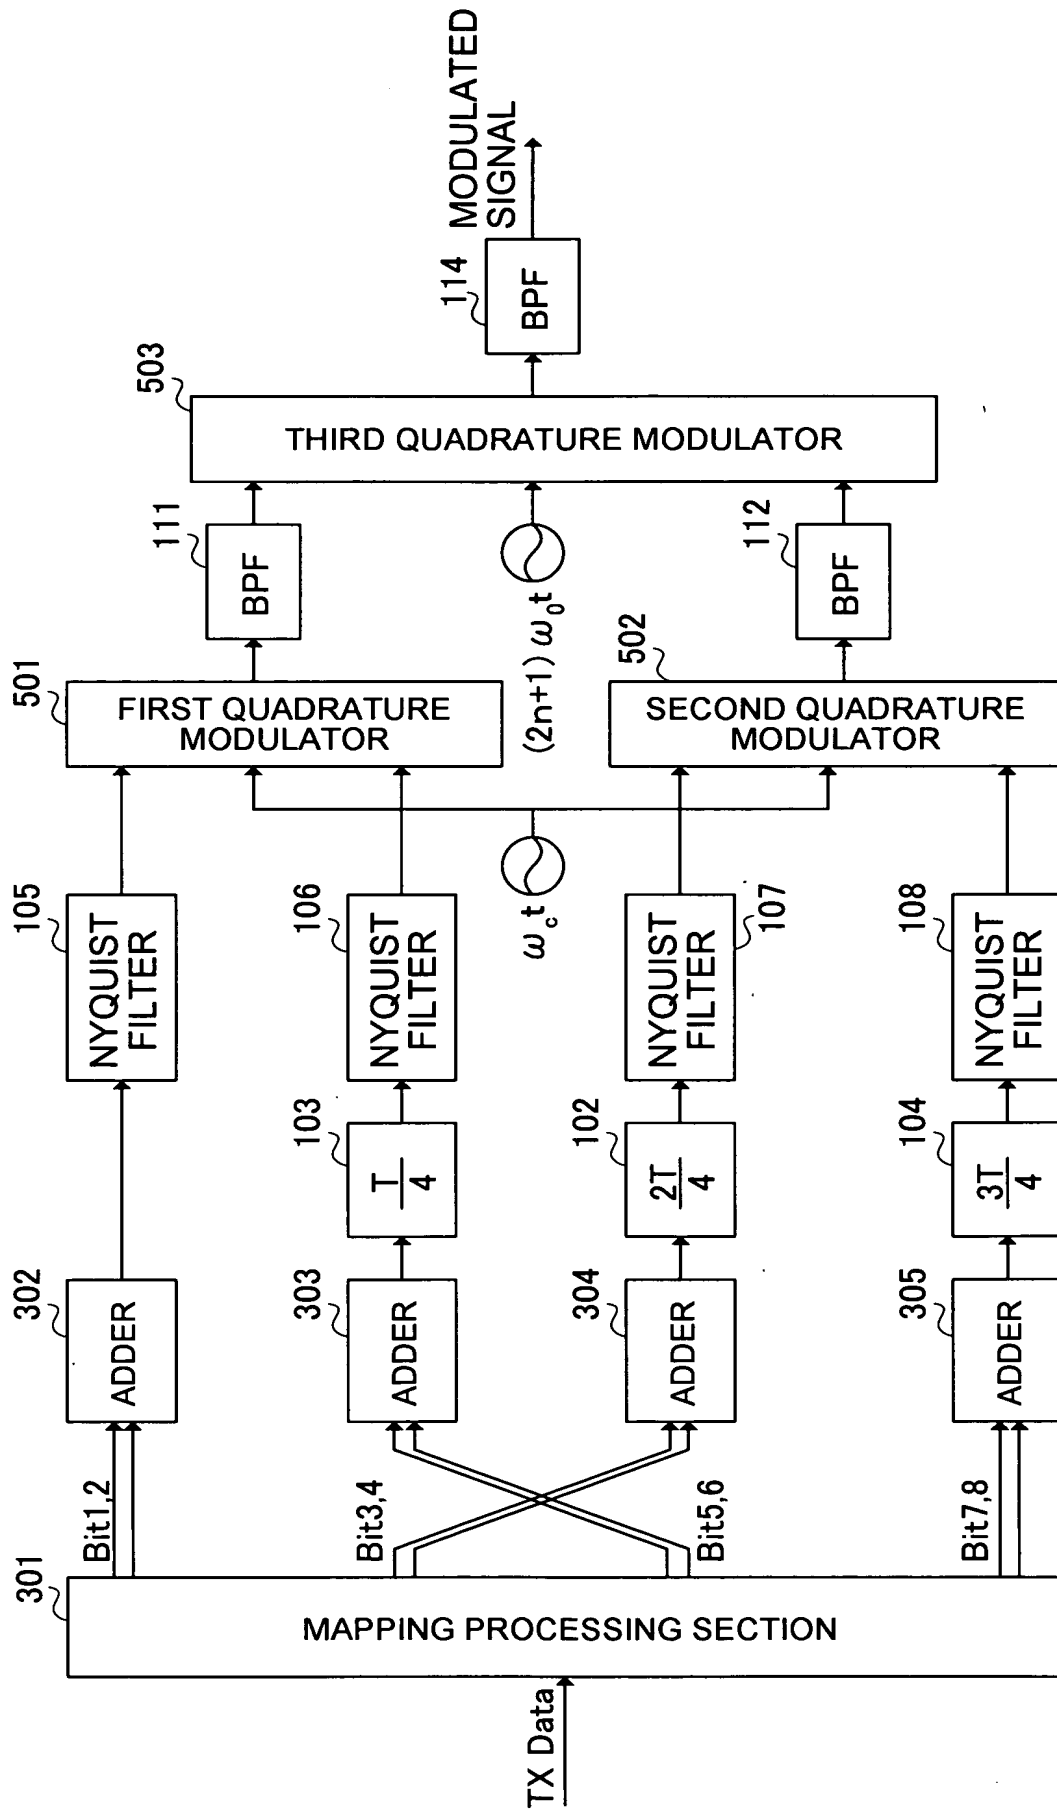 TX Data
301
MAPPING PROCESSING SECTION
Bit1,2
Bit3,4
Bit5,6
Bit7,8
302
ADDER
303
ADDER
304
ADDER
305
ADDER
103
T
4
102
2T
4
104
3T
4
105
NYQUIST
FILTER
106
NYQUIST
FILTER
107
NYQUIST
FILTER
108
NYQUIST
FILTER
ωct
501
FIRST QUADRATURE
MODULATOR
502
SECOND QUADRATURE
MODULATOR
(2n+1)ω0t
111
BPF
112
BPF
503
THIRD QUADRATURE MODULATOR
114
BPF
MODULATED
SIGNAL